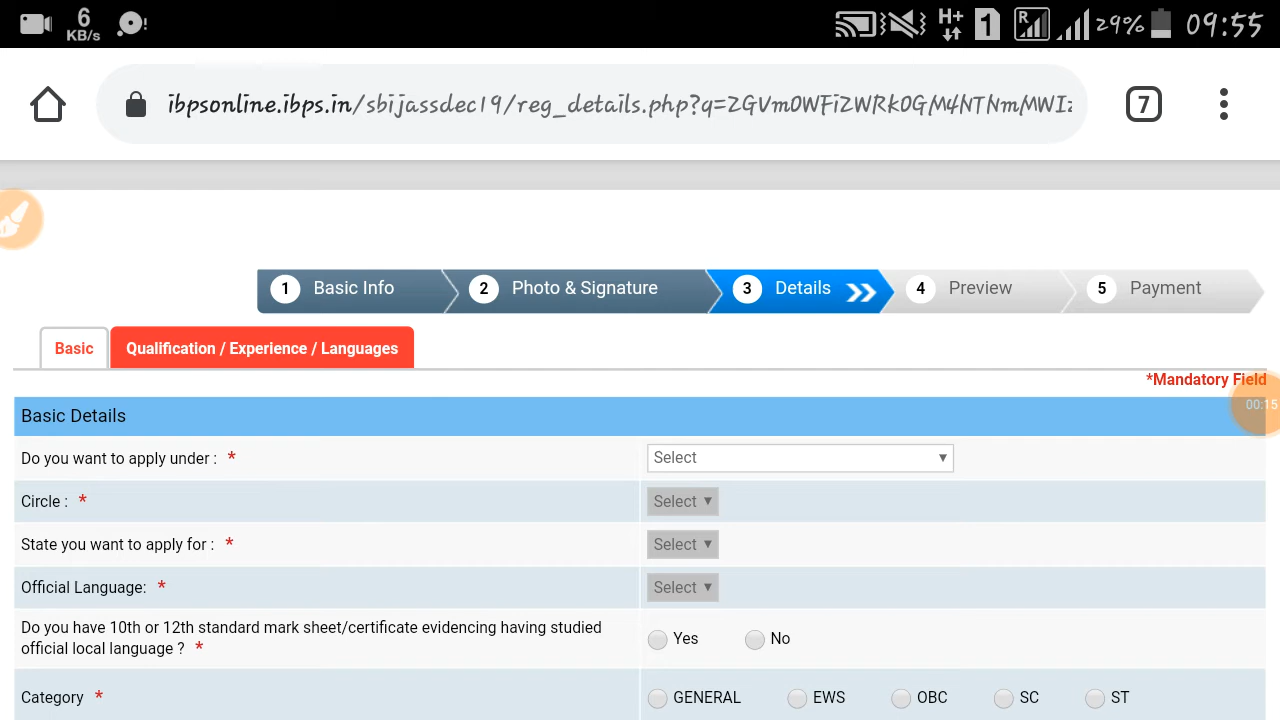 6 KB/s H+ 1 R 29% 09:55
ibpsonline.ibps.in/sbijassdec19/reg_details.php?q= 7
1 Basic Info 2 Photo & Signature 3 Details 4 Preview 5 Payment
Basic Qualification / Experience / Languages
*Mandatory Field
00:15
Basic Details
Do you want to apply under : * Select
Circle : * Select
State you want to apply for : * Select
Official Language: * Select
Do you have 10th or 12th standard mark sheet/certificate evidencing having studied
official local language ? * Yes No
Category * GENERAL EWS OBC SC ST